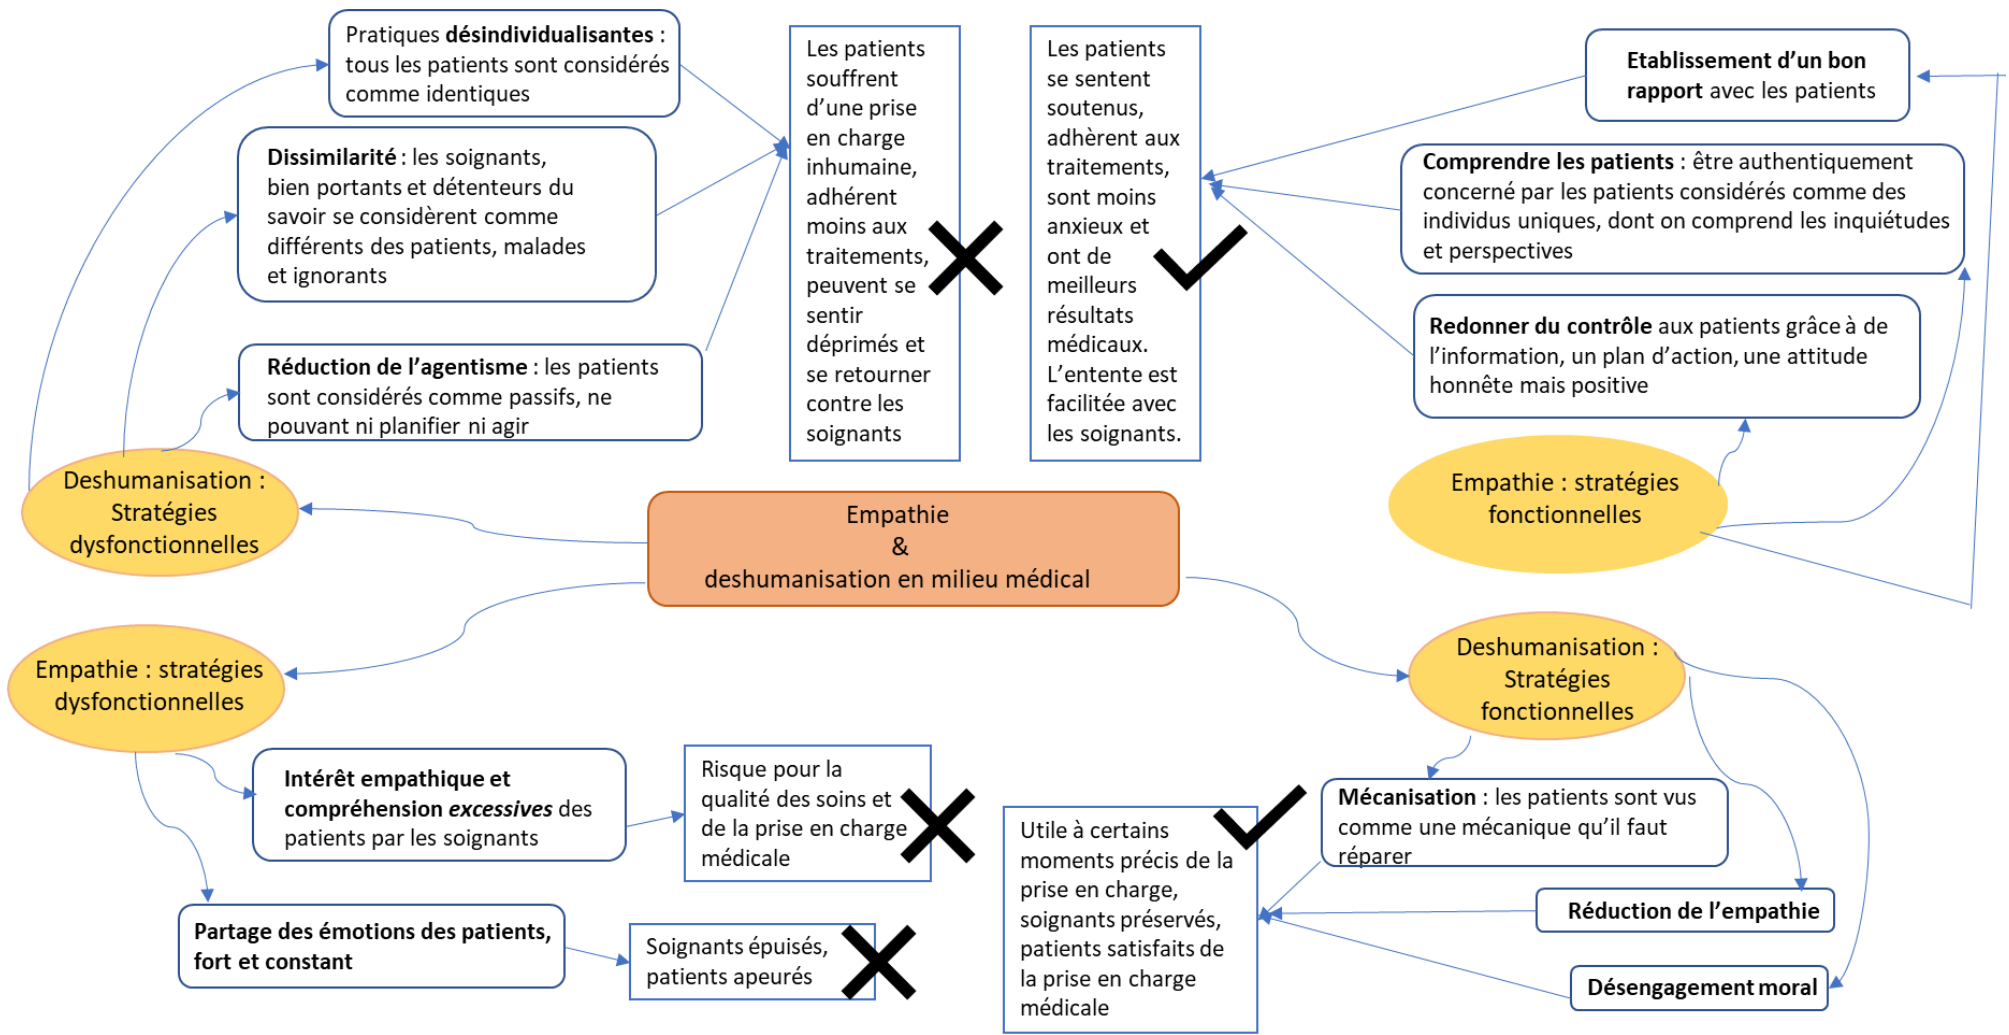 Pratiques désindividualisantes :
tous les patients sont considérés
comme identiques
Dissimilarité : les soignants,
bien portants et détenteurs du
savoir se considèrent comme
différents des patients, malades
et ignorants
Réduction de l'agentisme : les patients
sont considérés comme passifs, ne
pouvant ni planifier ni agir
Deshumanisation :
Stratégies
dysfonctionnelles
Les patients
souffrent
d'une prise
en charge
inhumaine,
adhérent
moins aux
traitements,
peuvent se
sentir
déprimés et
se retourner
contre les
soignants
Les patients
se sentent
soutenus,
adhèrent aux
traitements,
sont moins
anxieux et
ont de
meilleurs
résultats
médicaux.
L'entente est
facilitée avec
les soignants.
Etablissement d'un bon
rapport avec les patients
Comprendre les patients : être authentiquement
concerné par les patients considérés comme des
individus uniques, dont on comprend les inquiétudes
et perspectives
Redonner du contrôle aux patients grâce à de
l'information, un plan d'action, une attitude
honnête mais positive
Empathie : stratégies
fonctionnelles
Empathie
&
deshumanisation en milieu médical
Empathie : stratégies
dysfonctionnelles
Intérêt empathique et
compréhension excessives des
patients par les soignants
Risque pour la
qualité des soins et
de la prise en charge
médicale
Partage des émotions des patients,
fort et constant
Soignants épuisés,
patients apeurés
Deshumanisation :
Stratégies
fonctionnelles
Mécanisation : les patients sont vus
comme une mécanique qu'il faut
réparer
Réduction de l'empathie
Désengagement moral
Utile à certains
moments précis de la
prise en charge,
soignants préservés,
patients satisfaits de
la prise en charge
médicale